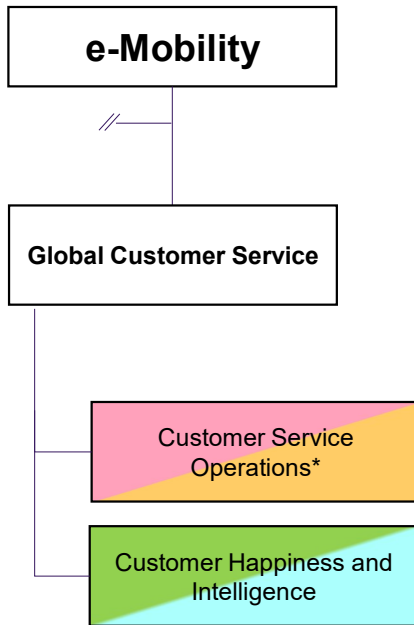 e-Mobility
Global Customer Service
Customer Service
Operations*
Customer Happiness and
Intelligence